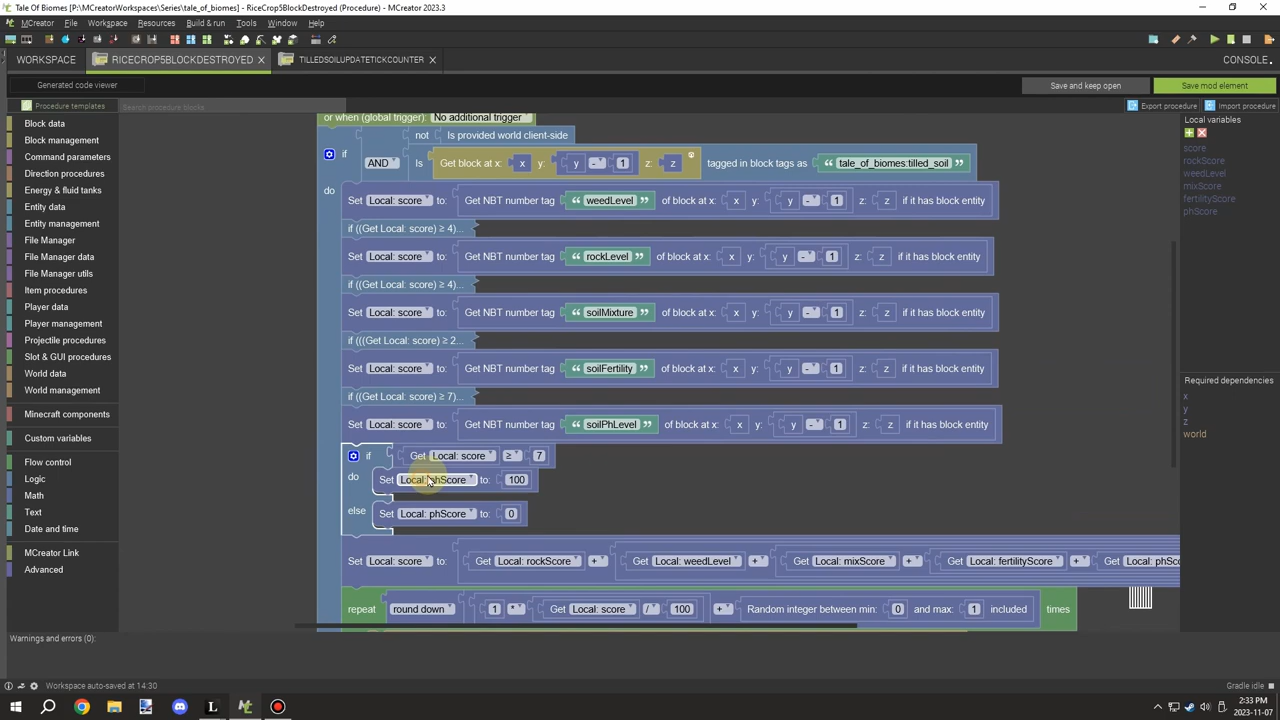 Tale Of Biomes [P:\MCreatorWorkspaces\Series\tale_of_biomes] - RiceCrop5BlockDestroyed (Procedure) - MCreator 2023.3
MCreator File Workspace Resources Build & run Tools Window Help
WORKSPACE RICECROP5BLOCKDESTROYED TILLEDSOILUPDATETICKCOUNTER CONSOLE
Generated code viewer Save and keep open Save mod element
Procedure templates Search procedure blocks Export procedure Import procedure
Block data
Block management
Command parameters
Direction procedures
Energy & fluid tanks
Entity data
Entity management
File Manager
File Manager data
File Manager utils
Item procedures
Player data
Player management
Projectile procedures
Slot & GUI procedures
World data
World management
Minecraft components
Custom variables
Flow control
Logic
Math
Text
Date and time
MCreator Link
Advanced
or when (global trigger): No additional trigger
not Is provided world client-side
if AND Is Get block at x: x y: y - 1 z: z tagged in block tags as “ tale_of_biomes:tilled_soil ”
do
Set Local: score to: Get NBT number tag “ weedLevel ” of block at x: x y: y - 1 z: z if it has block entity
if ((Get Local: score) ≥ 4)...
Set Local: score to: Get NBT number tag “ rockLevel ” of block at x: x y: y - 1 z: z if it has block entity
if ((Get Local: score) ≥ 4)...
Set Local: score to: Get NBT number tag “ soilMixture ” of block at x: x y: y - 1 z: z if it has block entity
if (((Get Local: score) ≥ 2...
Set Local: score to: Get NBT number tag “ soilFertility ” of block at x: x y: y - 1 z: z if it has block entity
if ((Get Local: score) ≥ 7)...
Set Local: score to: Get NBT number tag “ soilPhLevel ” of block at x: x y: y - 1 z: z if it has block entity
if Get Local: score ≥ 7
do Set Local: phScore to: 100
else Set Local: phScore to: 0
Set Local: score to: Get Local: rockScore + Get Local: weedLevel + Get Local: mixScore + Get Local: fertilityScore + Get Local: phSco
repeat round down 1 * Get Local: score / 100 + Random integer between min: 0 and max: 1 included times
Local variables
score
rockScore
weedLevel
mixScore
fertilityScore
phScore
Required dependencies
x
y
z
world
Warnings and errors (0):
Workspace auto-saved at 14:30 Gradle idle
2:33 PM
2023-11-07